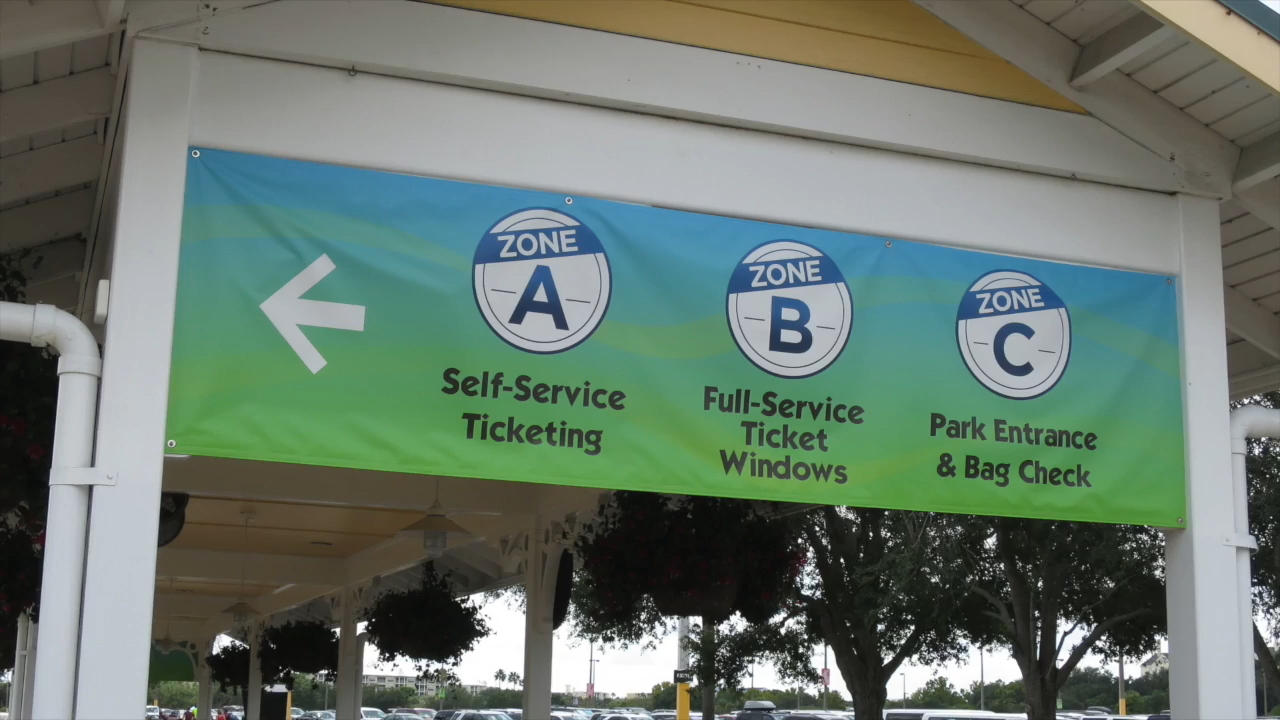 ZONE
A
Self-Service
Ticketing
ZONE
B
Full-Service
Ticket
Windows
ZONE
C
Park Entrance
& Bag Check